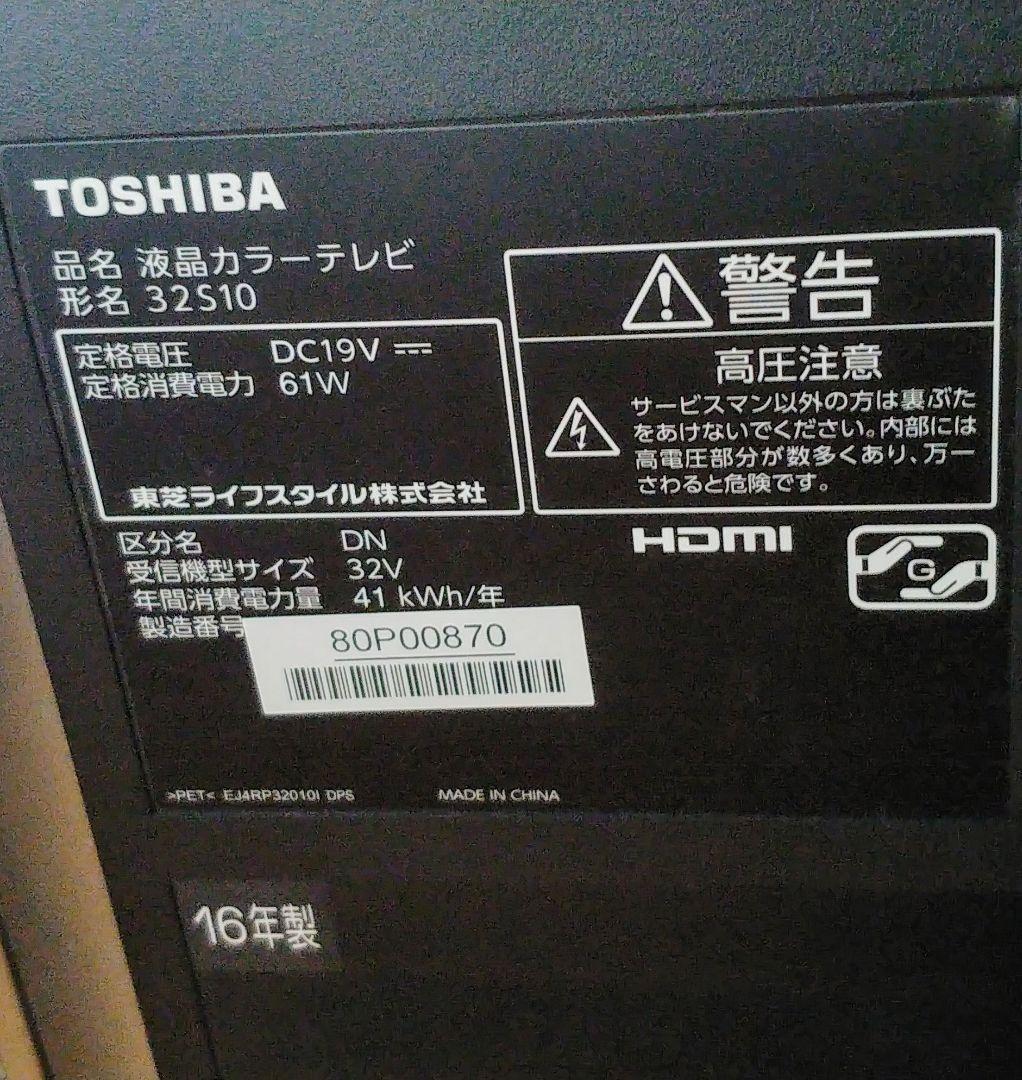 TOSHIBA
品名 液晶カラーテレビ
形名 32S10
定格電圧 DC19V
定格消費電力 61W
東芝ライフスタイル株式会社
警告
高圧注意
サービスマン以外の方は裏ぶた
をあけないでください。内部には
高電圧部分が数多くあり、万一
さわると危険です。
区分名 DN
受信機型サイズ 32V
年間消費電力量 41 kWh/年
製造番号
80P00870
HDMI
G
>PET< EJ4RP32010I DPS
MADE IN CHINA
16年製